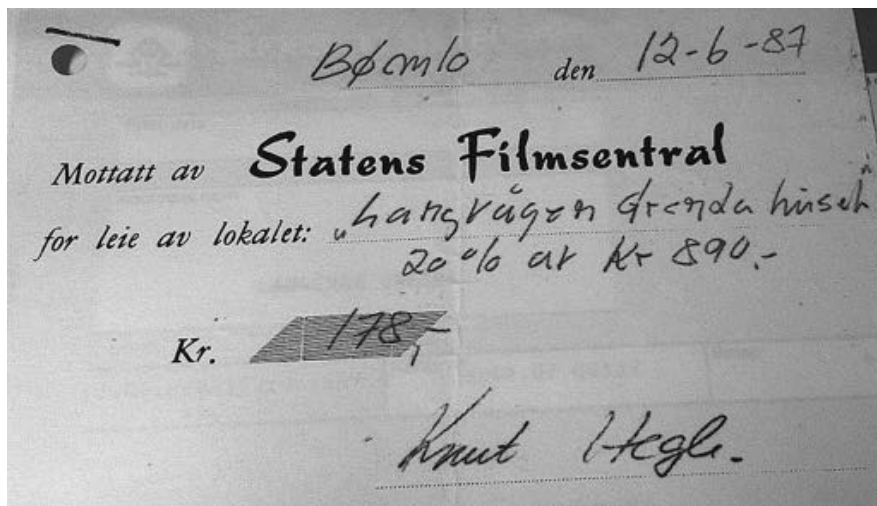 Bømlo den 12-6-87
Mottatt av Statens Filmsentral
for leie av lokalet: "Langvågen Grendahuset
20% av Kr 890.-
Kr. 178,-
Knut Hegle.